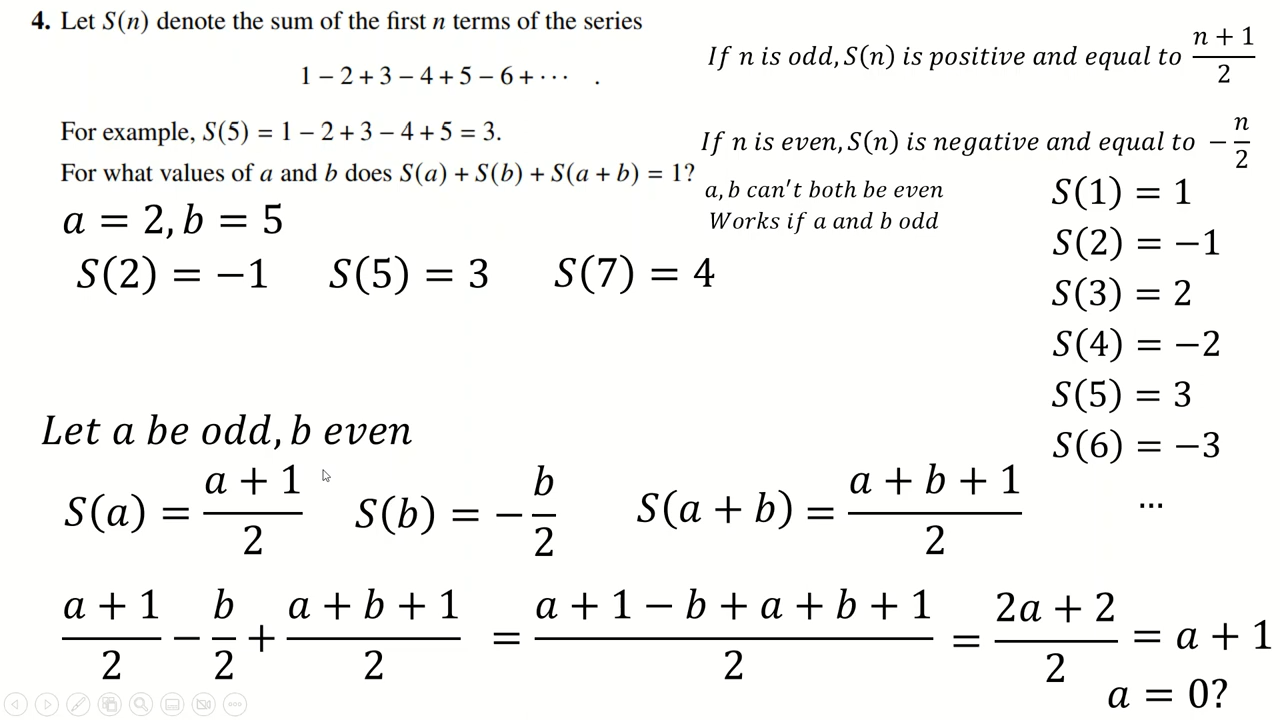 4. Let S(n) denote the sum of the first n terms of the series
1 − 2 + 3 − 4 + 5 − 6 + ⋯ .
For example, S(5) = 1 − 2 + 3 − 4 + 5 = 3.
For what values of a and b does S(a) + S(b) + S(a + b) = 1?
If n is odd, S(n) is positive and equal to (n + 1)/2
If n is even, S(n) is negative and equal to −n/2
a, b can't both be even
Works if a and b odd
S(1) = 1
S(2) = −1
S(3) = 2
S(4) = −2
S(5) = 3
S(6) = −3
...
a = 2, b = 5
S(2) = −1 S(5) = 3 S(7) = 4
Let a be odd, b even
S(a) = (a + 1)/2 S(b) = −b/2 S(a + b) = (a + b + 1)/2
(a + 1)/2 − b/2 + (a + b + 1)/2 = (a + 1 − b + a + b + 1)/2 = (2a + 2)/2 = a + 1
a = 0?